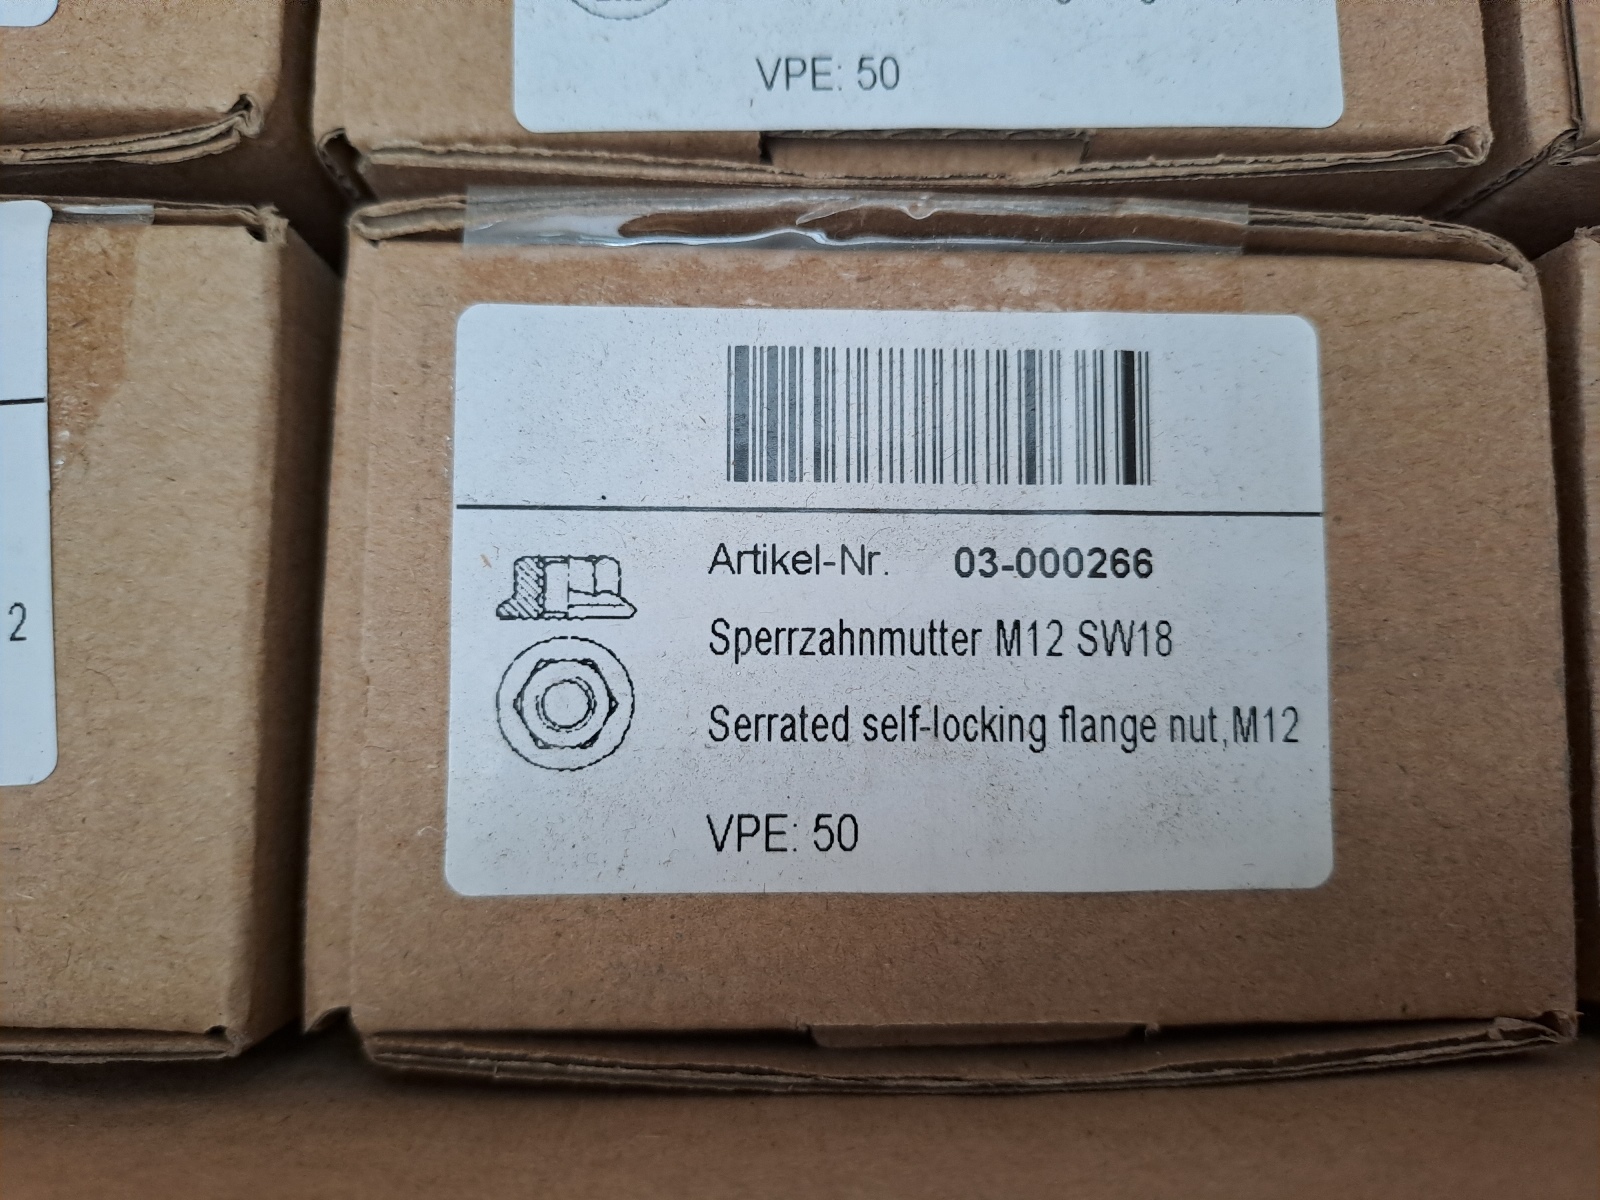 VPE: 50
2
Artikel-Nr. 03-000266
Sperrzahnmutter M12 SW18
Serrated self-locking flange nut,M12
VPE: 50